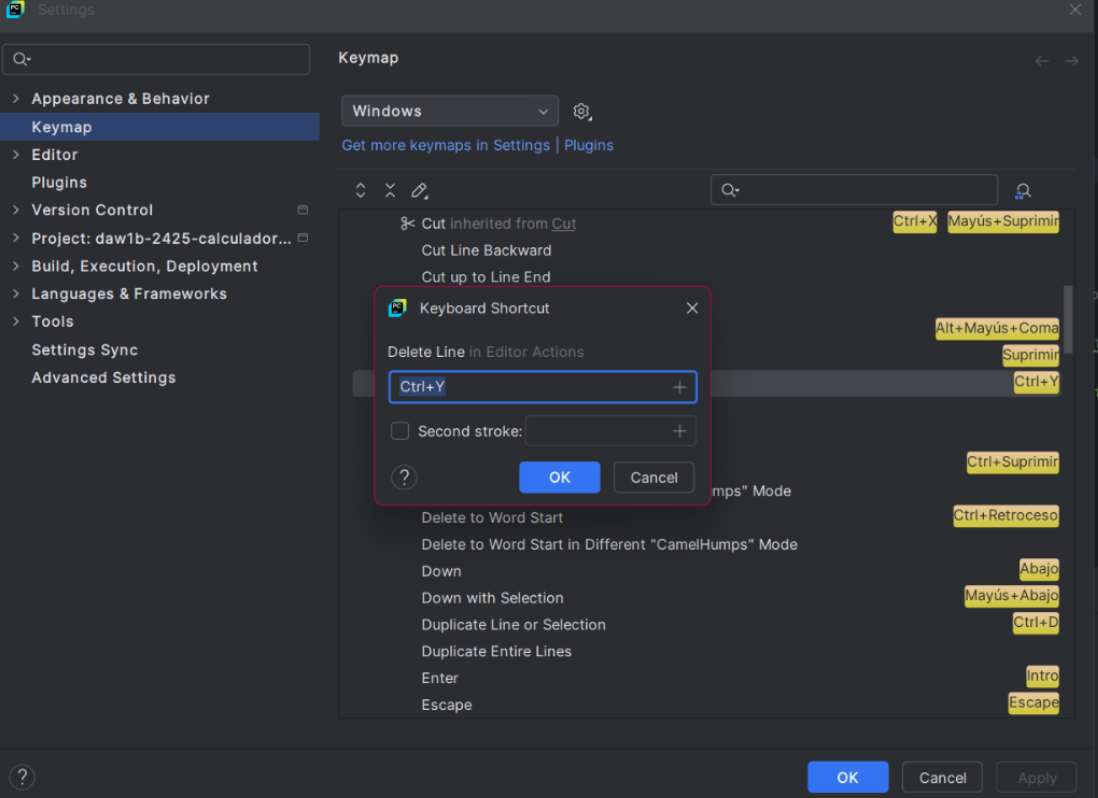 Settings
Keymap
Appearance & Behavior
Keymap
Editor
Plugins
Version Control
Project: daw1b-2425-calculador...
Build, Execution, Deployment
Languages & Frameworks
Tools
Settings Sync
Advanced Settings
Windows
Get more keymaps in Settings | Plugins
Cut inherited from Cut Ctrl+X Mayús+Suprimir
Cut Line Backward
Cut up to Line End
Alt+Mayús+Coma
Suprimir
Ctrl+Y
Ctrl+Suprimir
mps" Mode
Delete to Word Start Ctrl+Retroceso
Delete to Word Start in Different "CamelHumps" Mode
Down Abajo
Down with Selection Mayús+Abajo
Duplicate Line or Selection Ctrl+D
Duplicate Entire Lines
Enter Intro
Escape Escape
Keyboard Shortcut
Delete Line in Editor Actions
Ctrl+Y
Second stroke:
? OK Cancel
? OK Cancel Apply